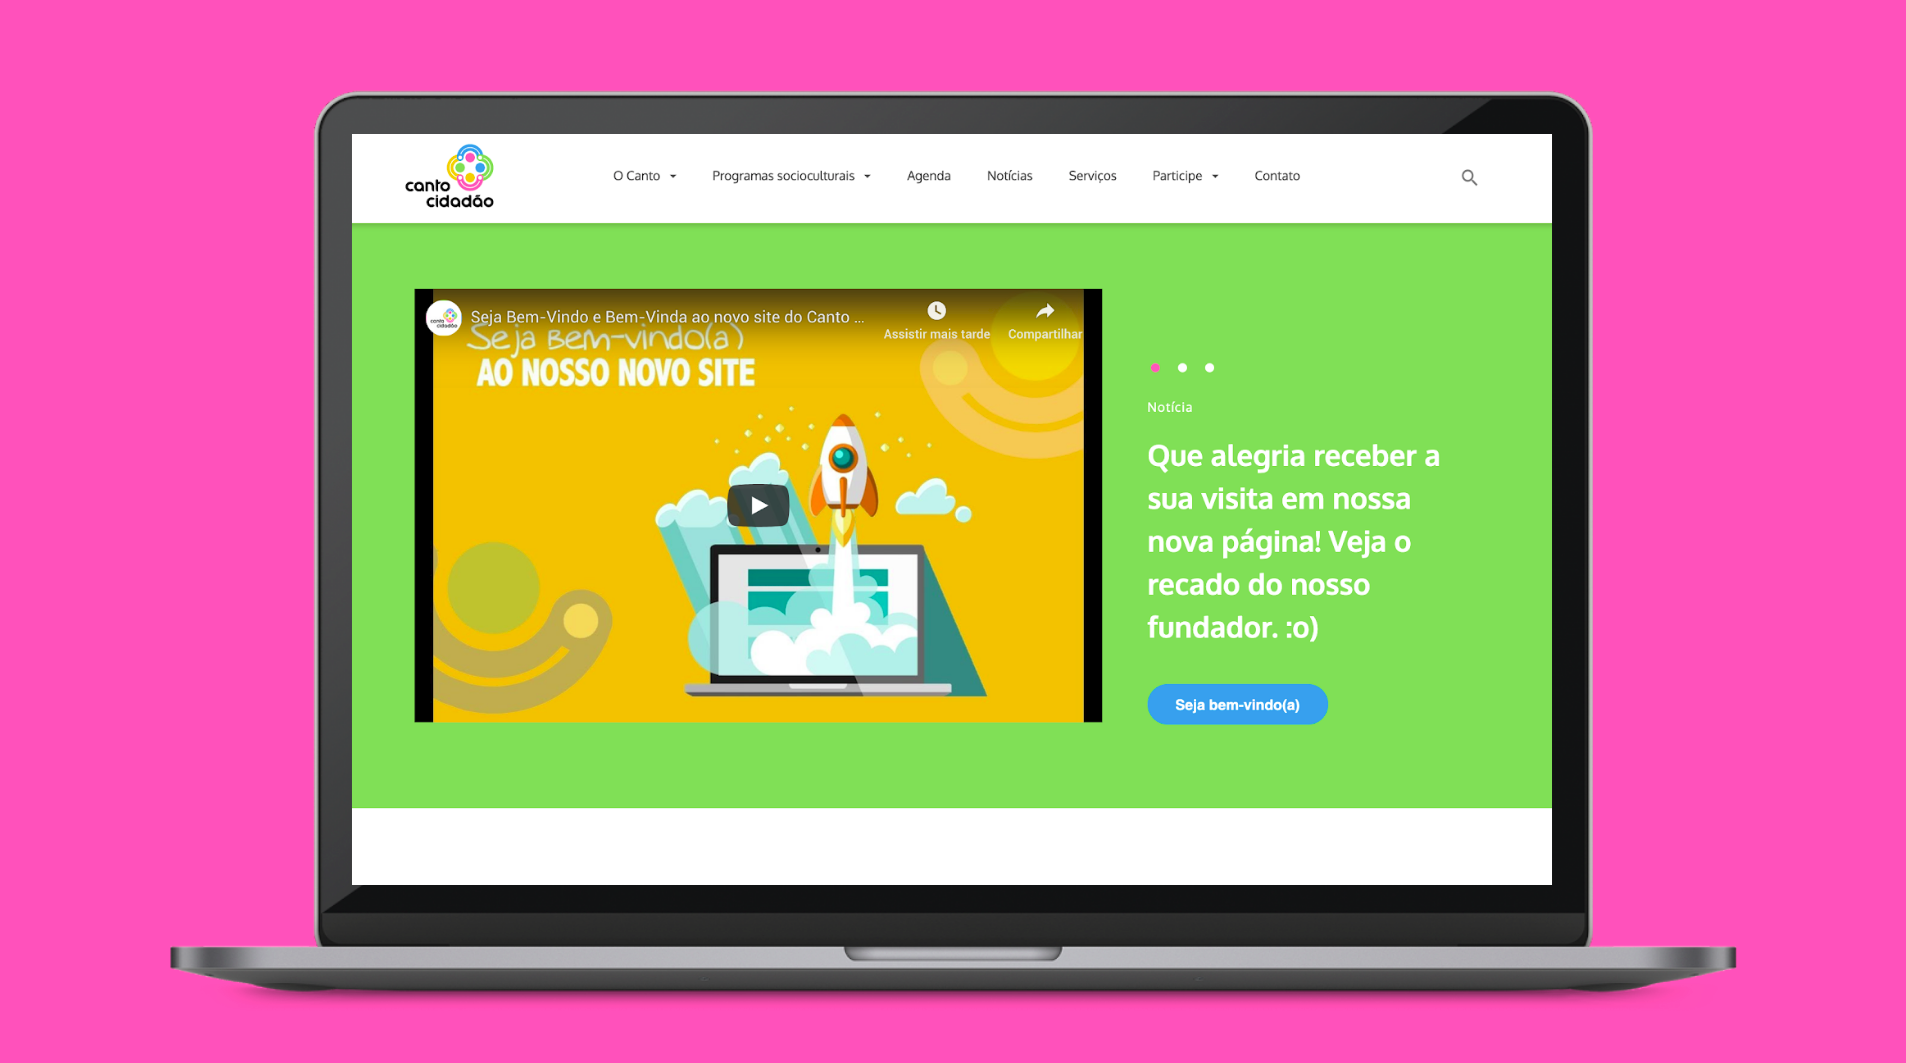 canto
cidadão
O Canto
Programas socioculturais
Agenda
Notícias
Serviços
Participe
Contato
canto
cidadão
Seja Bem-Vindo e Bem-Vinda ao novo site do Canto ...
Assistir mais tarde
Compartilhar
Seja Bem-vindo(a)
AO NOSSO NOVO SITE
Notícia
Que alegria receber a
sua visita em nossa
nova página! Veja o
recado do nosso
fundador. :o)
Seja bem-vindo(a)